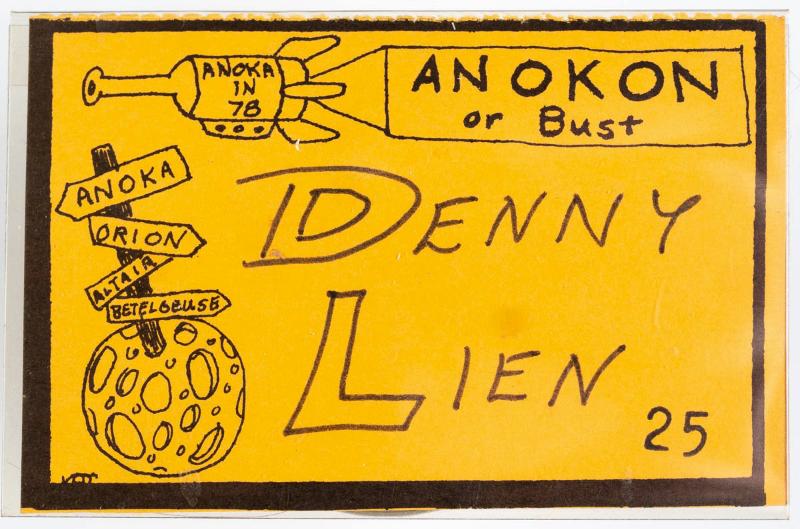 ANOKA
IN
78
ANOKON
or Bust
ANOKA
ORION
ALTAIR
BETELGEUSE
DENNY
LIEN
25